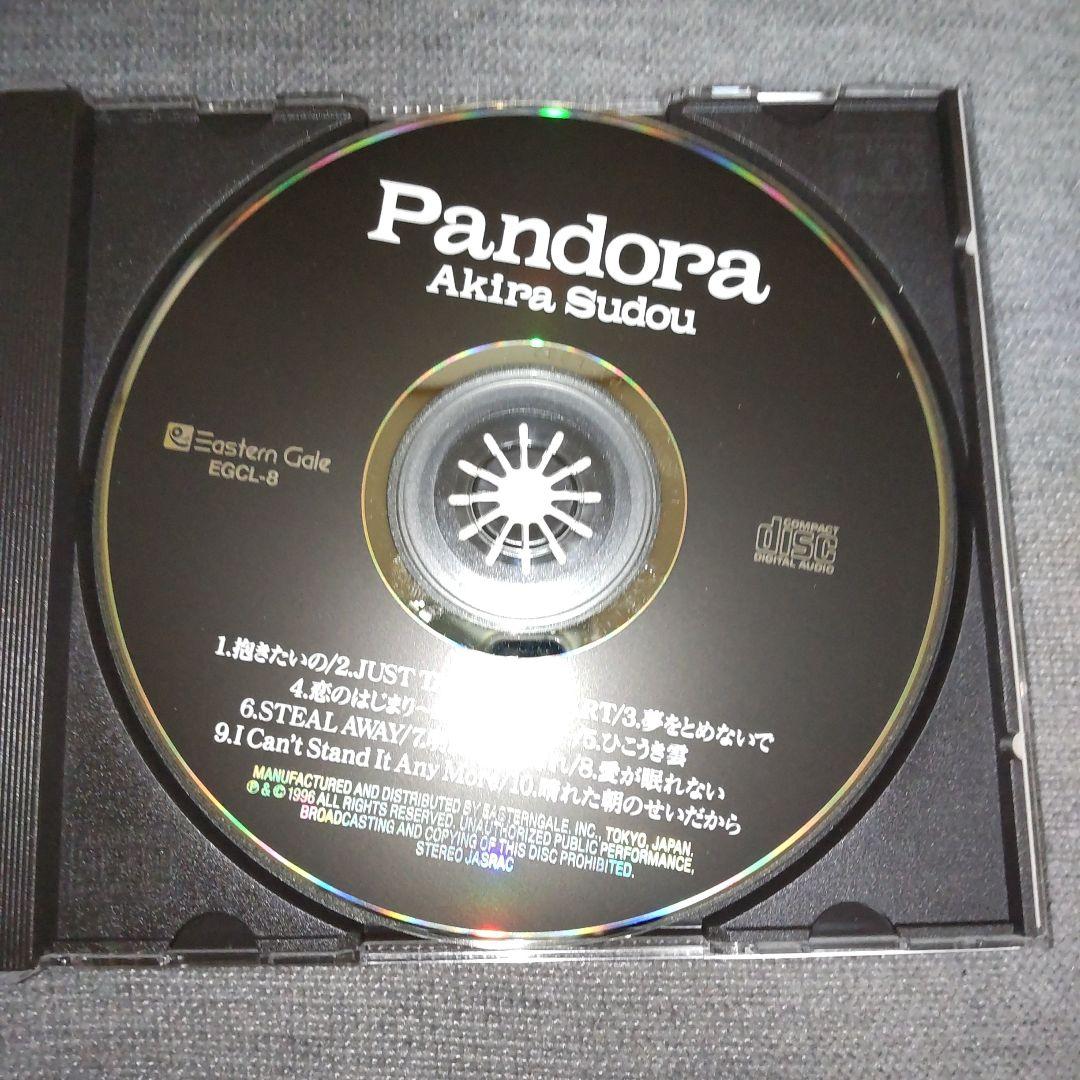 Pandora
Akira Sudou
Eastern Gale
EGCL-8
COMPACT
disc
DIGITAL AUDIO
1.抱きたいの/2.JUST RT/3.夢をとめないで
4.恋のはじまり〜 5.ひこうき雲
6.STEAL AWAY/7. れ/8.愛が眠れない
9.I Can't Stand It Any More/10.晴れた朝のせいだから
MANUFACTURED AND DISTRIBUTED BY EASTERNGALE, INC., TOKYO, JAPAN.
℗ & © 1996 ALL RIGHTS RESERVED. UNAUTHORIZED PUBLIC PERFORMANCE,
BROADCASTING AND COPYING OF THIS DISC PROHIBITED.
STEREO JASRAC